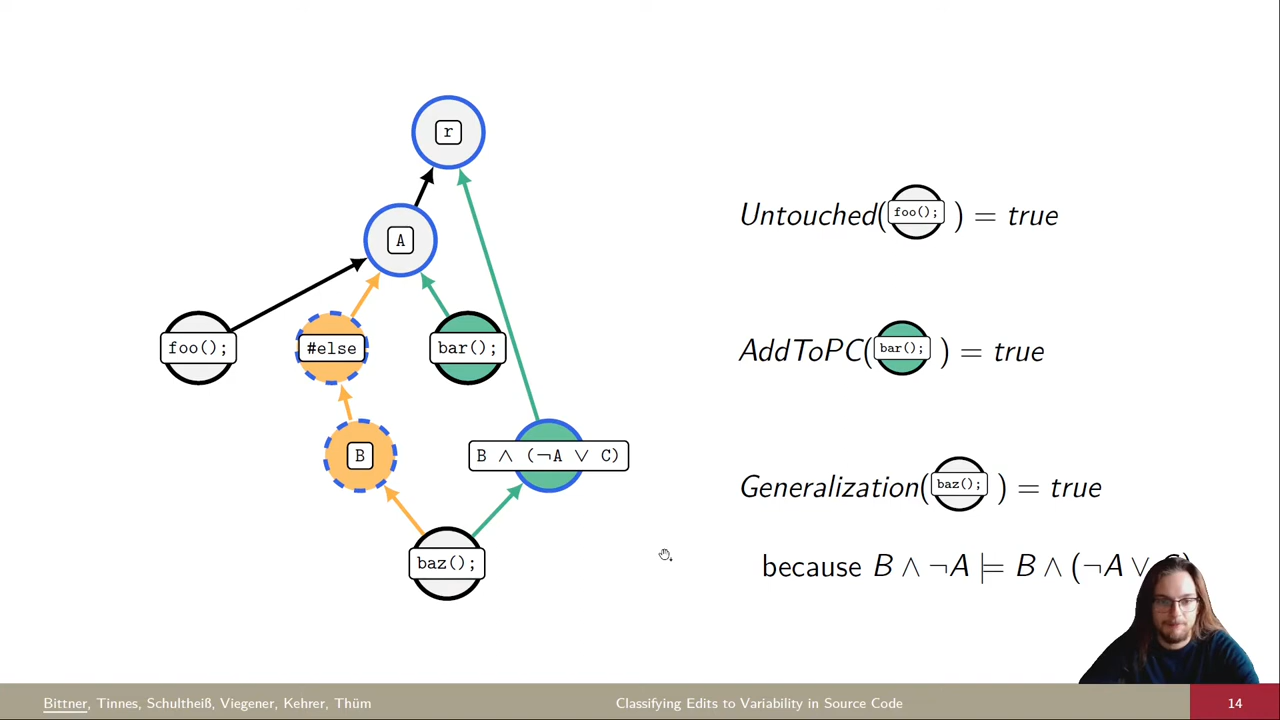 r
A
foo();
#else
bar();
B
B ∧ (¬A ∨ C)
baz();
Untouched( foo(); ) = true
AddToPC( bar(); ) = true
Generalization( baz(); ) = true
because B ∧ ¬A ⊨ B ∧ (¬A ∨ C)
Bittner, Tinnes, Schultheiß, Viegener, Kehrer, Thüm
Classifying Edits to Variability in Source Code
14